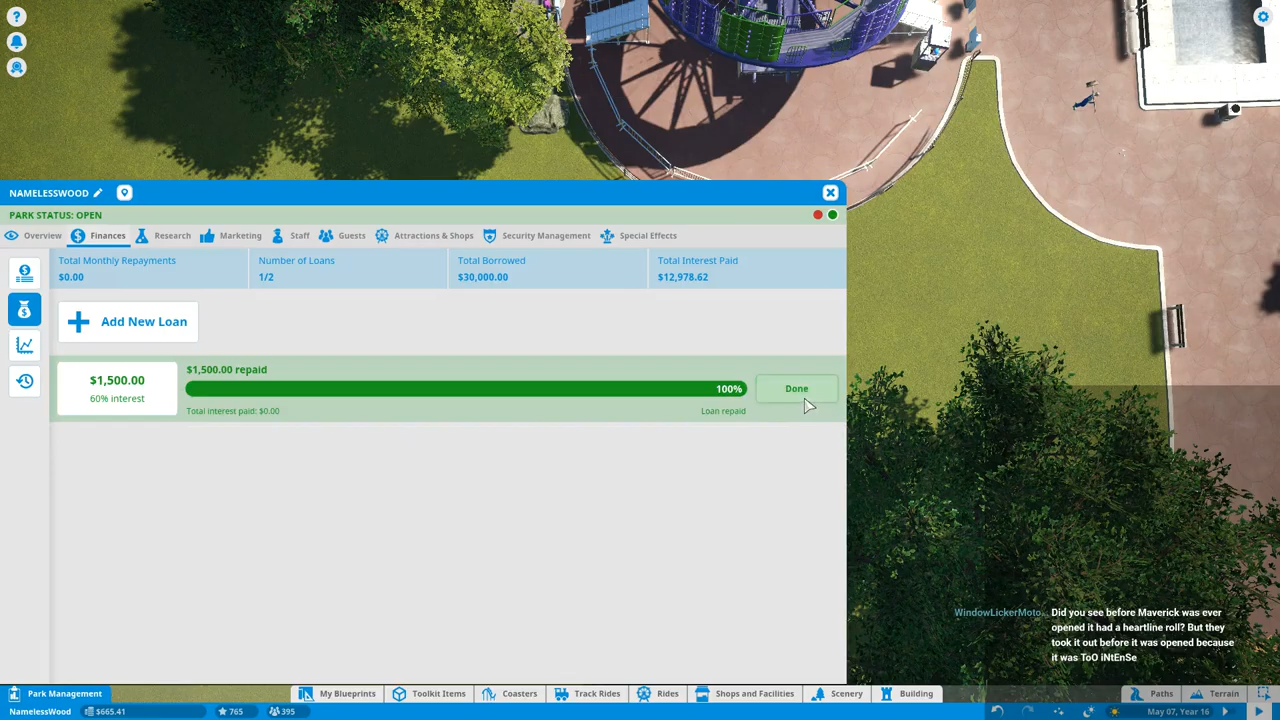 ?
NAMELESSWOOD
PARK STATUS: OPEN
Overview Finances Research Marketing Staff Guests Attractions & Shops Security Management Special Effects
Total Monthly Repayments Number of Loans Total Borrowed Total Interest Paid
$0.00 1/2 $30,000.00 $12,978.62
+ Add New Loan
$1,500.00 repaid
$1,500.00
60% interest
100%
Done
Total interest paid: $0.00 Loan repaid
WindowLickerMoto... Did you see before Maverick was ever
opened it had a heartline roll? But they
took it out before it was opened because
it was ToO iNtEnSe
Park Management My Blueprints Toolkit Items Coasters Track Rides Rides Shops and Facilities Scenery Building Paths Terrain
NamelessWood $665.41 765 395 May 07, Year 16